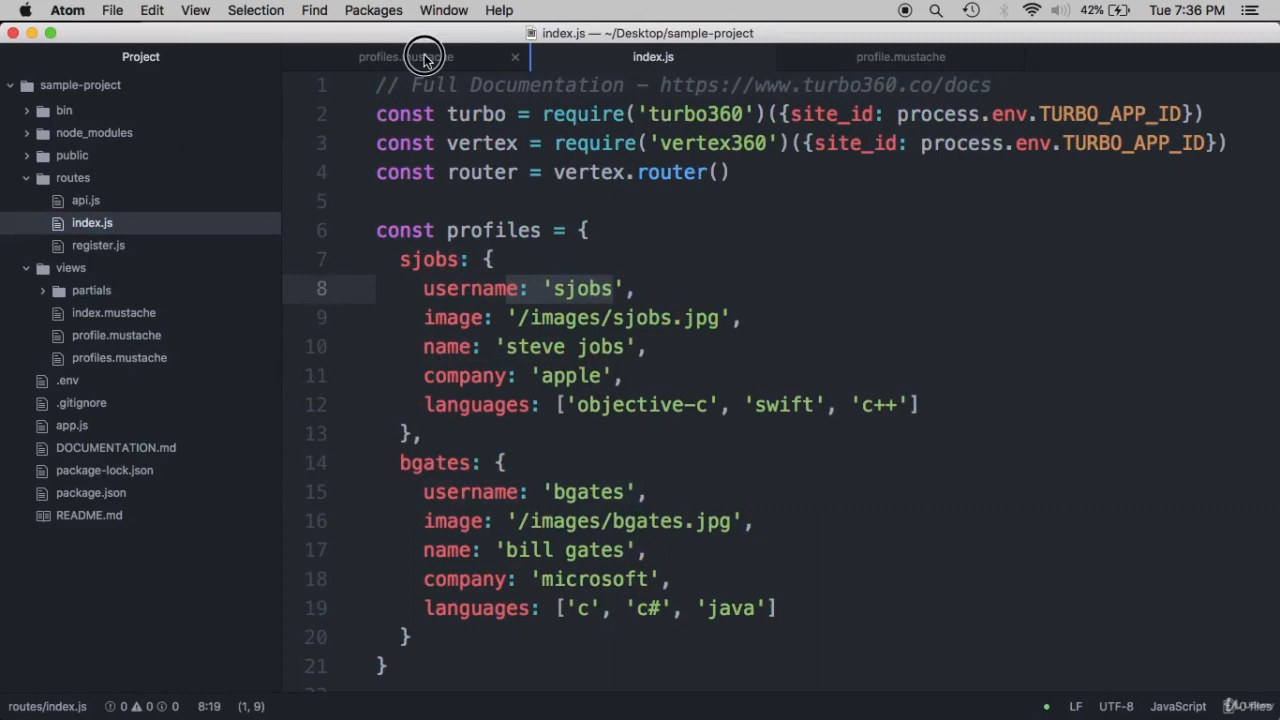 Atom File Edit View Selection Find Packages Window Help 42% Tue 7:36 PM
index.js — ~/Desktop/sample-project
Project
profiles.mustache
index.js
profile.mustache
sample-project
bin
node_modules
public
routes
api.js
index.js
register.js
views
partials
index.mustache
profile.mustache
profiles.mustache
.env
.gitignore
app.js
DOCUMENTATION.md
package-lock.json
package.json
README.md
1 // Full Documentation - https://www.turbo360.co/docs
2 const turbo = require('turbo360')({site_id: process.env.TURBO_APP_ID})
3 const vertex = require('vertex360')({site_id: process.env.TURBO_APP_ID})
4 const router = vertex.router()
5
6 const profiles = {
7 sjobs: {
8 username: 'sjobs',
9 image: '/images/sjobs.jpg',
10 name: 'steve jobs',
11 company: 'apple',
12 languages: ['objective-c', 'swift', 'c++']
13 },
14 bgates: {
15 username: 'bgates',
16 image: '/images/bgates.jpg',
17 name: 'bill gates',
18 company: 'microsoft',
19 languages: ['c', 'c#', 'java']
20 }
21 }
routes/index.js 0 0 0 8:19 (1, 9) LF UTF-8 JavaScript 0 files